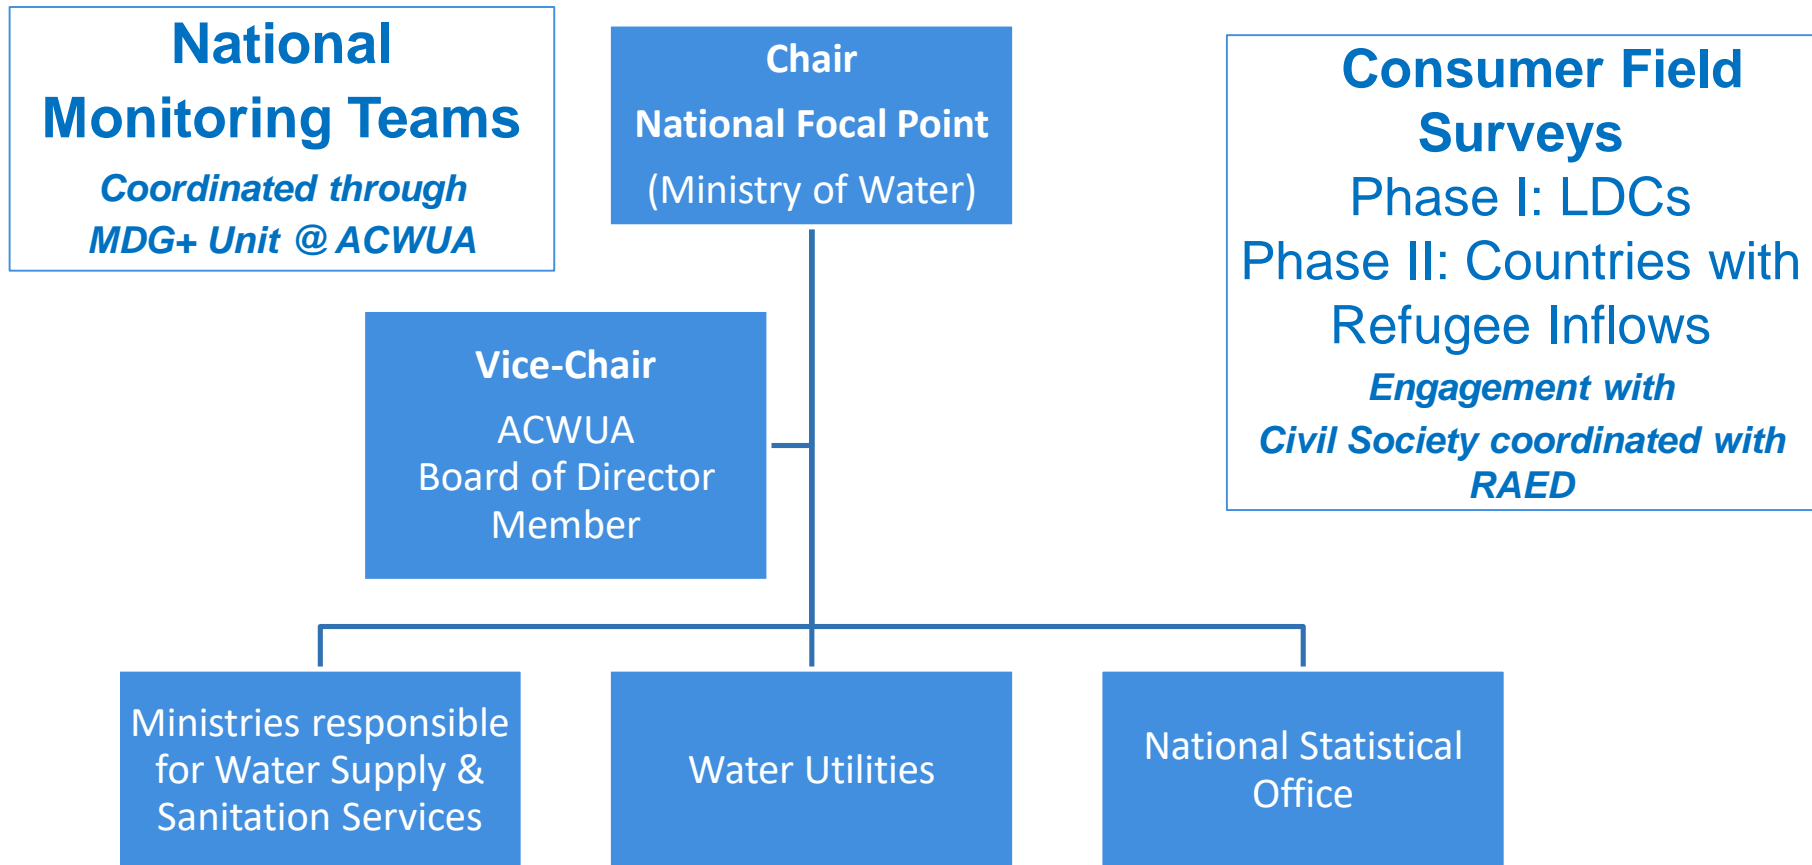 National
Monitoring Teams
Coordinated through
MDG+ Unit @ ACWUA
Chair
National Focal Point
(Ministry of Water)
Consumer Field
Surveys
Phase I: LDCs
Phase II: Countries with
Refugee Inflows
Engagement with
Civil Society coordinated with
RAED
Vice-Chair
ACWUA
Board of Director
Member
Ministries responsible
for Water Supply &
Sanitation Services
Water Utilities
National Statistical
Office